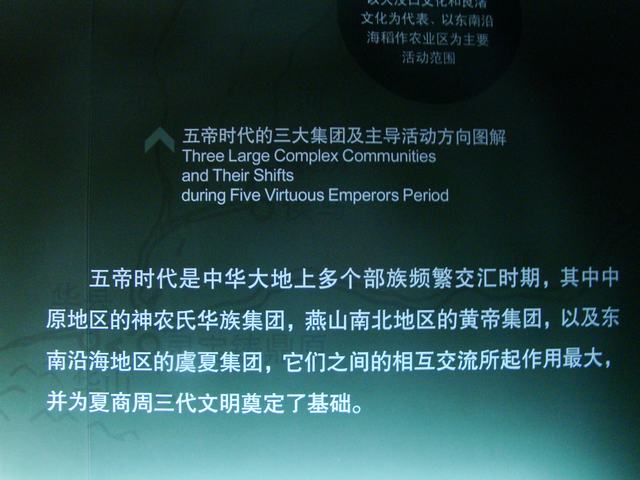 以大汶口文化和良渚
文化为代表、以东南沿
海稻作农业区为主要
活动范围
五帝时代的三大集团及主导活动方向图解
Three Large Complex Communities
and Their Shifts
during Five Virtuous Emperors Period
五帝时代是中华大地上多个部族频繁交汇时期，其中中
原地区的神农氏华族集团，燕山南北地区的黄帝集团，以及东
南沿海地区的虞夏集团，它们之间的相互交流所起作用最大，
并为夏商周三代文明奠定了基础。